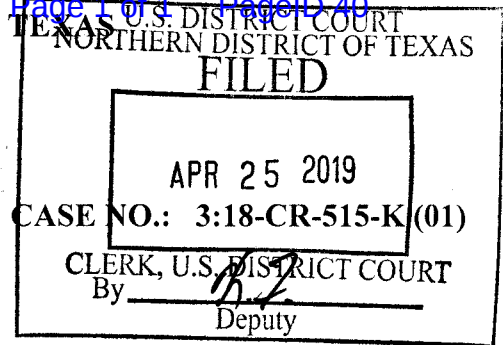 Page 1 of 1 PageID 40
TEXAS U.S. DISTRICT COURT
NORTHERN DISTRICT OF TEXAS
FILED
APR 25 2019
CASE NO.: 3:18-CR-515-K (01)
CLERK, U.S. DISTRICT COURT
By
Deputy